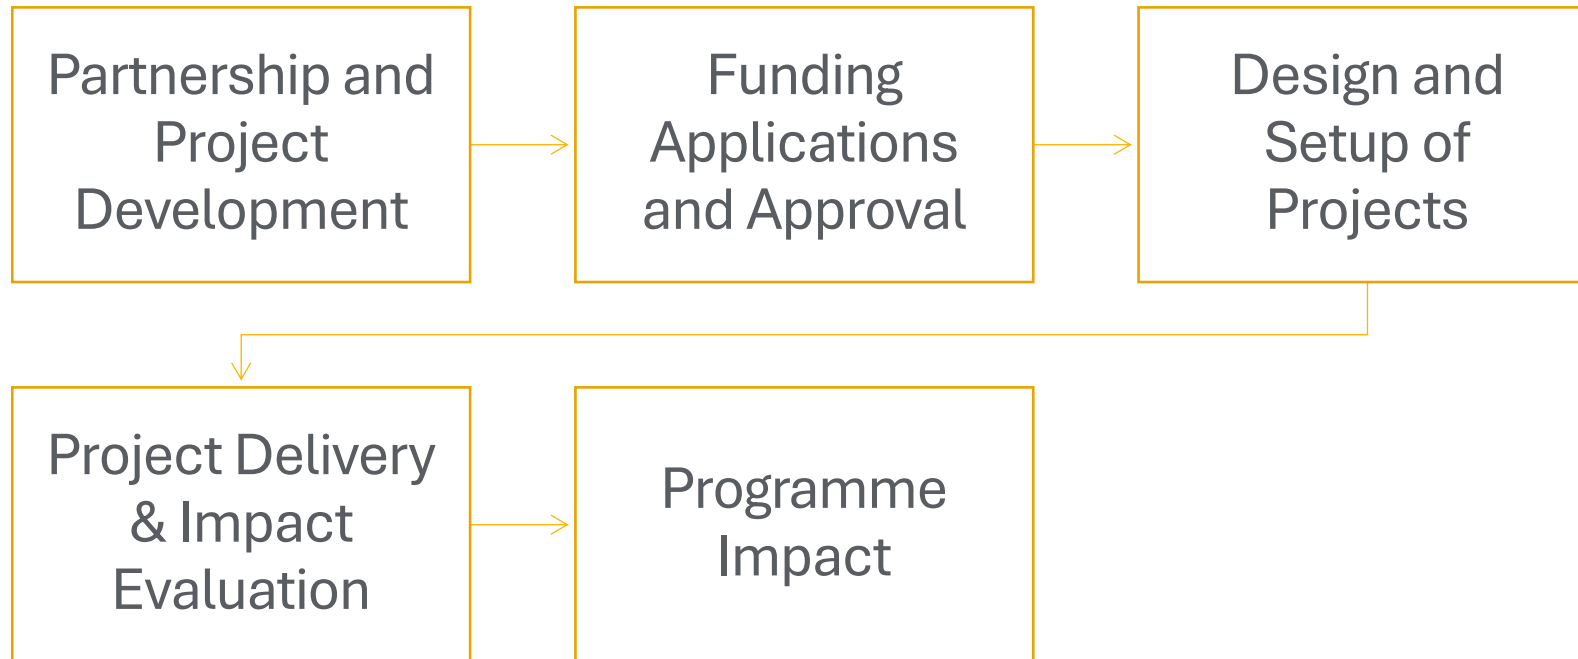 Partnership and
Project
Development
Funding
Applications
and Approval
Design and
Setup of
Projects
Project Delivery
& Impact
Evaluation
Programme
Impact